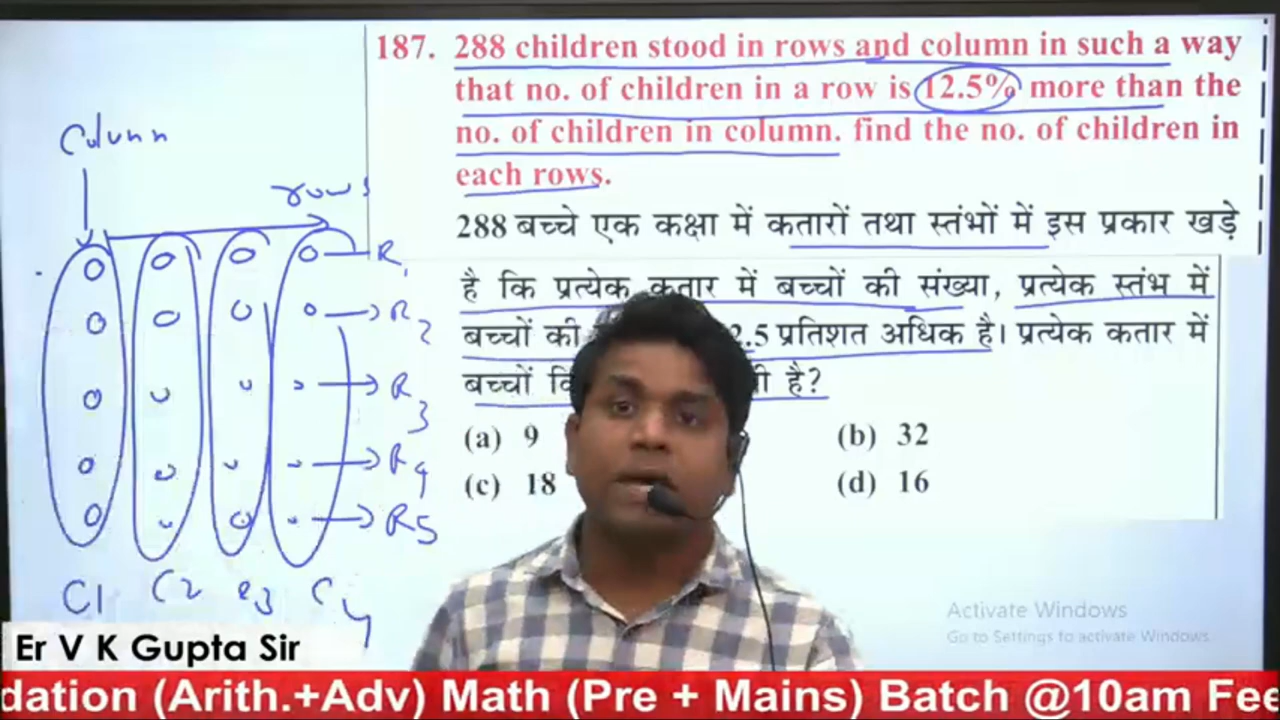 187. 288 children stood in rows and column in such a way
that no. of children in a row is 12.5% more than the
no. of children in column. find the no. of children in
each rows.
288 बच्चे एक कक्षा में कतारों तथा स्तंभों में इस प्रकार खड़े
है कि प्रत्येक कतार में बच्चों की संख्या, प्रत्येक स्तंभ में
बच्चों की 2.5 प्रतिशत अधिक है। प्रत्येक कतार में
बच्चों है?
(a) 9
(b) 32
(c) 18
(d) 16
Column
rows
R1
R2
R3
R4
R5
C1 C2 C3 C4
Activate Windows
Go to Settings to activate Windows.
Er V K Gupta Sir
dation (Arith.+Adv) Math (Pre + Mains) Batch @10am Fee